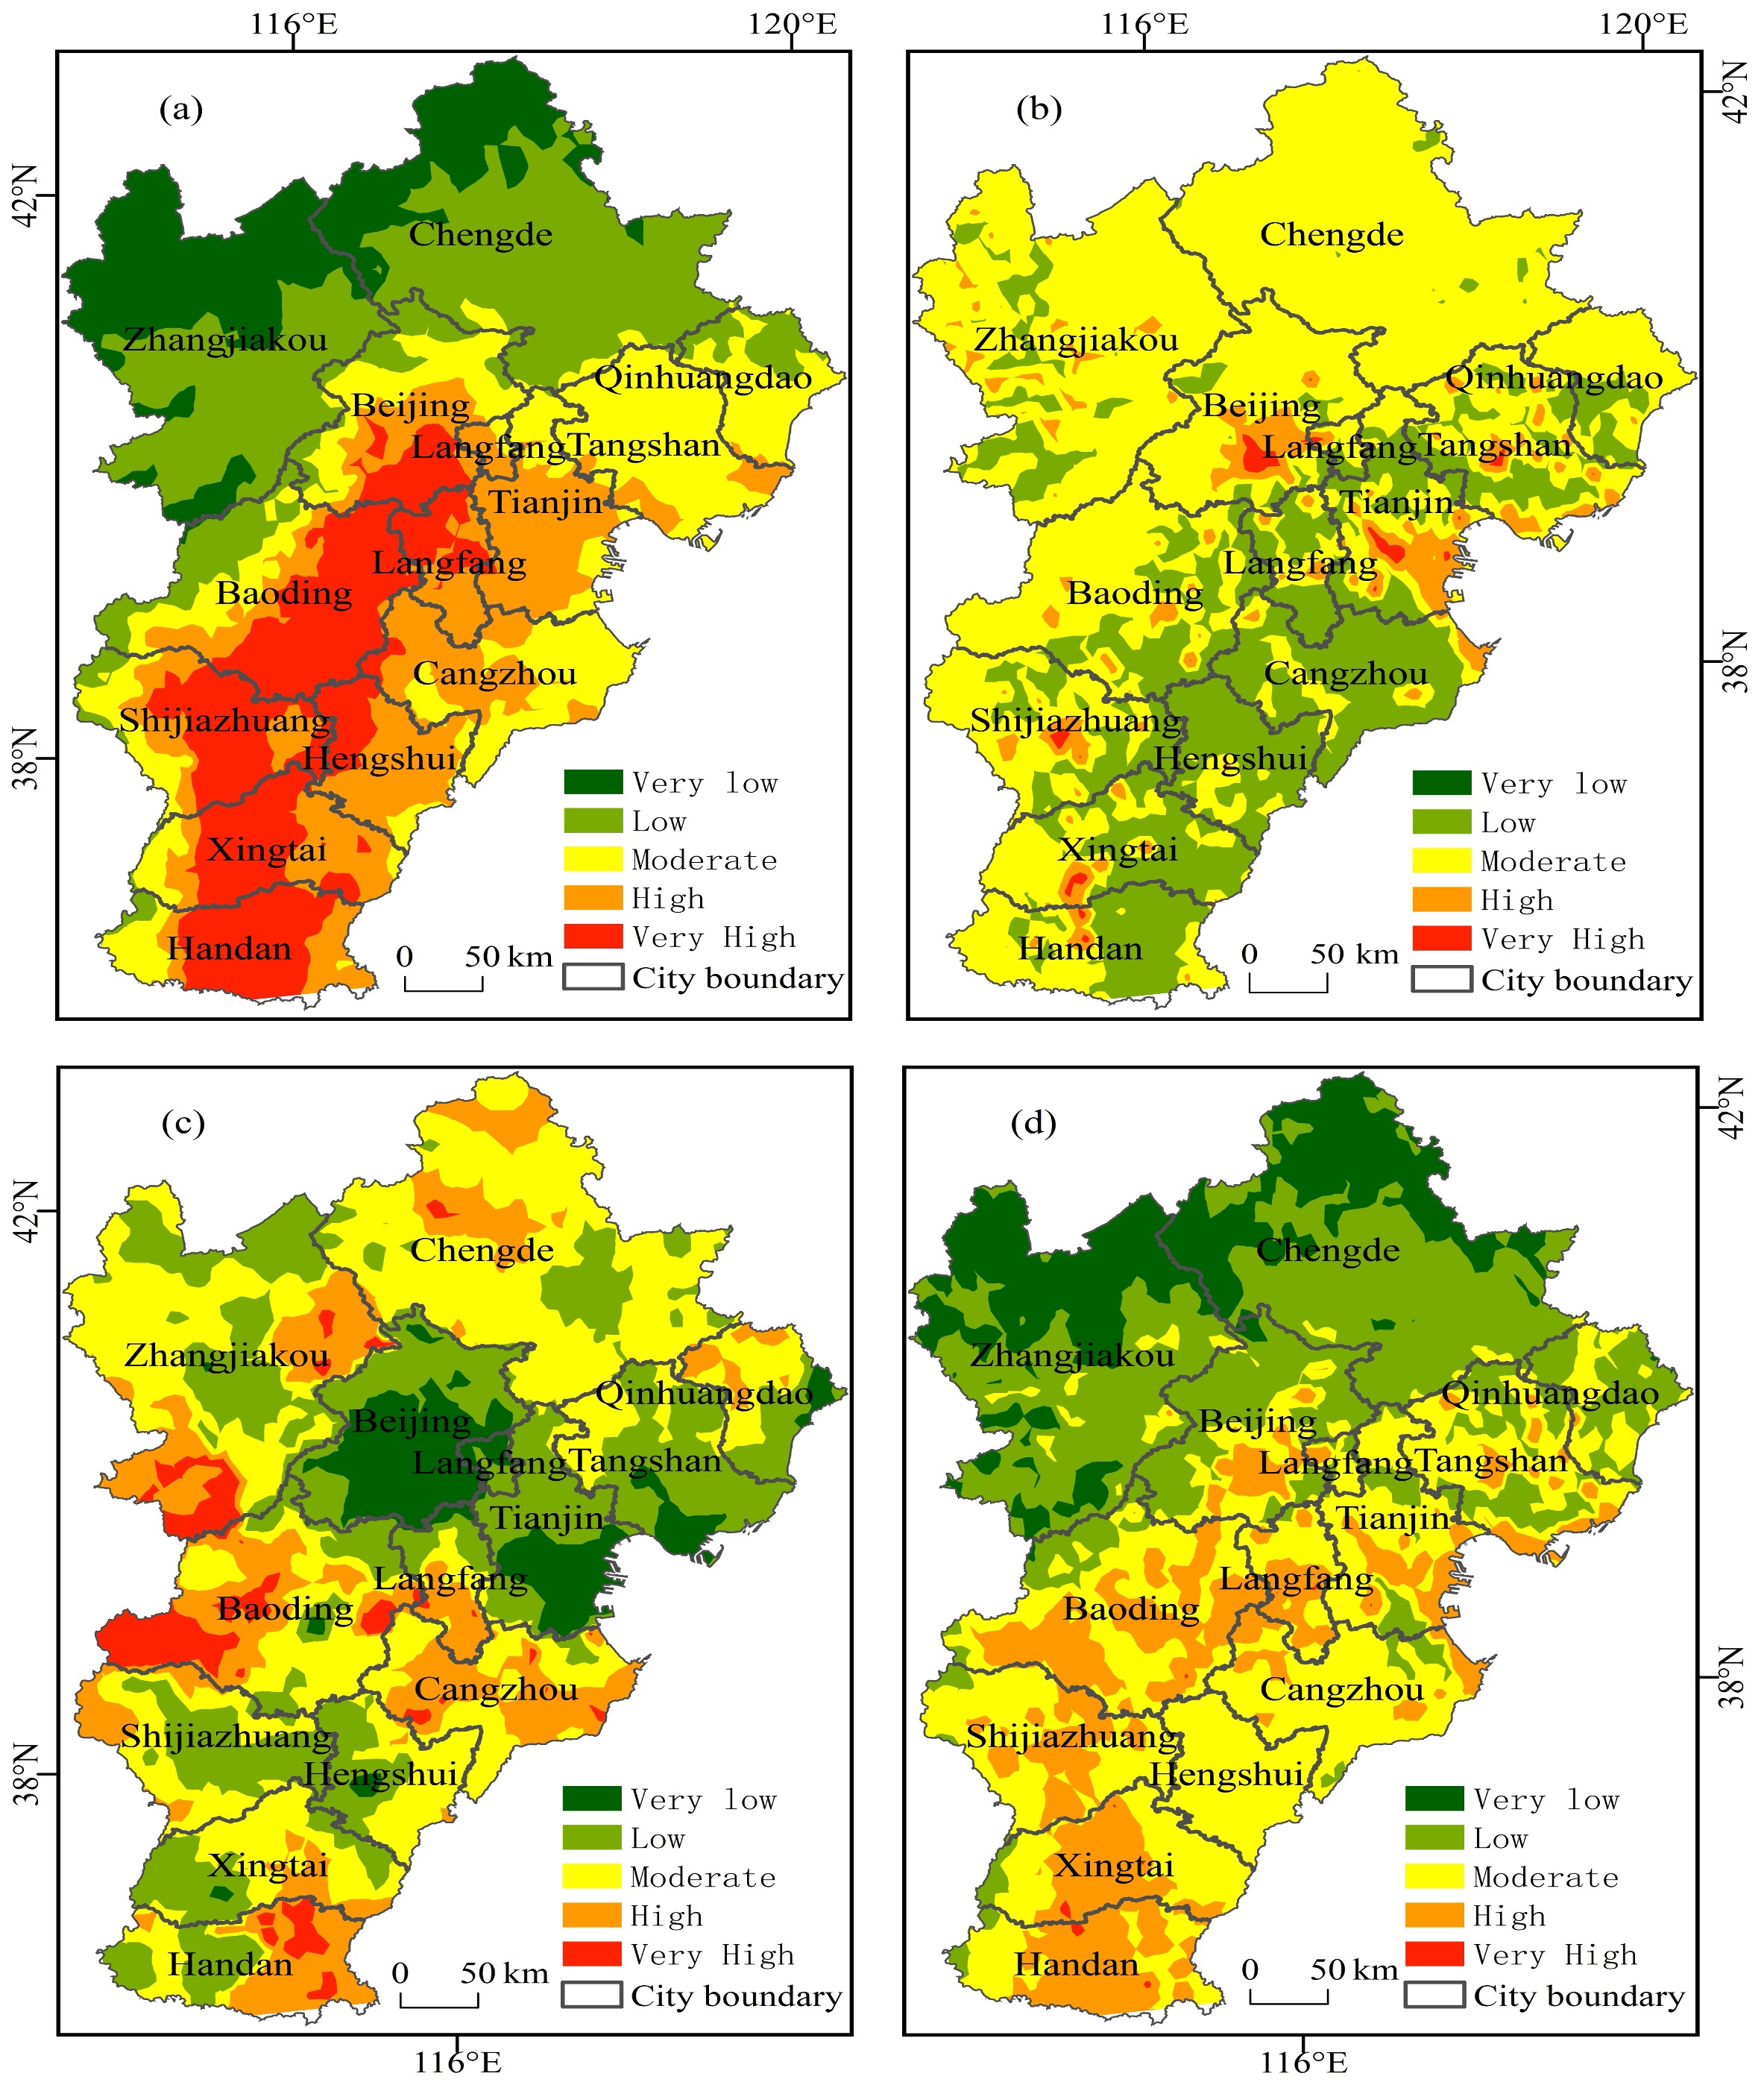 116°E
120°E
116°E
120°E
(a)
42°N
Chengde
Zhangjiakou
Qinhuangdao
Beijing
Langfang
Tangshan
Tianjin
Langfang
Baoding
Cangzhou
Shijiazhuang
Hengshui
38°N
Xingtai
Handan
Very low
Low
Moderate
High
Very High
City boundary
0 50 km
(b)
42°N
Chengde
Zhangjiakou
Qinhuangdao
Beijing
Langfang
Tangshan
Tianjin
Langfang
Baoding
38°N
Cangzhou
Shijiazhuang
Hengshui
Xingtai
Handan
Very low
Low
Moderate
High
Very High
City boundary
0 50 km
(c)
42°N
Chengde
Zhangjiakou
Qinhuangdao
Beijing
Langfang
Tangshan
Tianjin
Langfang
Baoding
Cangzhou
Shijiazhuang
Hengshui
38°N
Xingtai
Handan
Very low
Low
Moderate
High
Very High
City boundary
0 50 km
116°E
(d)
42°N
Chengde
Zhangjiakou
Qinhuangdao
Beijing
Langfang
Tangshan
Tianjin
Langfang
Baoding
38°N
Cangzhou
Shijiazhuang
Hengshui
Xingtai
Handan
Very low
Low
Moderate
High
Very High
City boundary
0 50 km
116°E